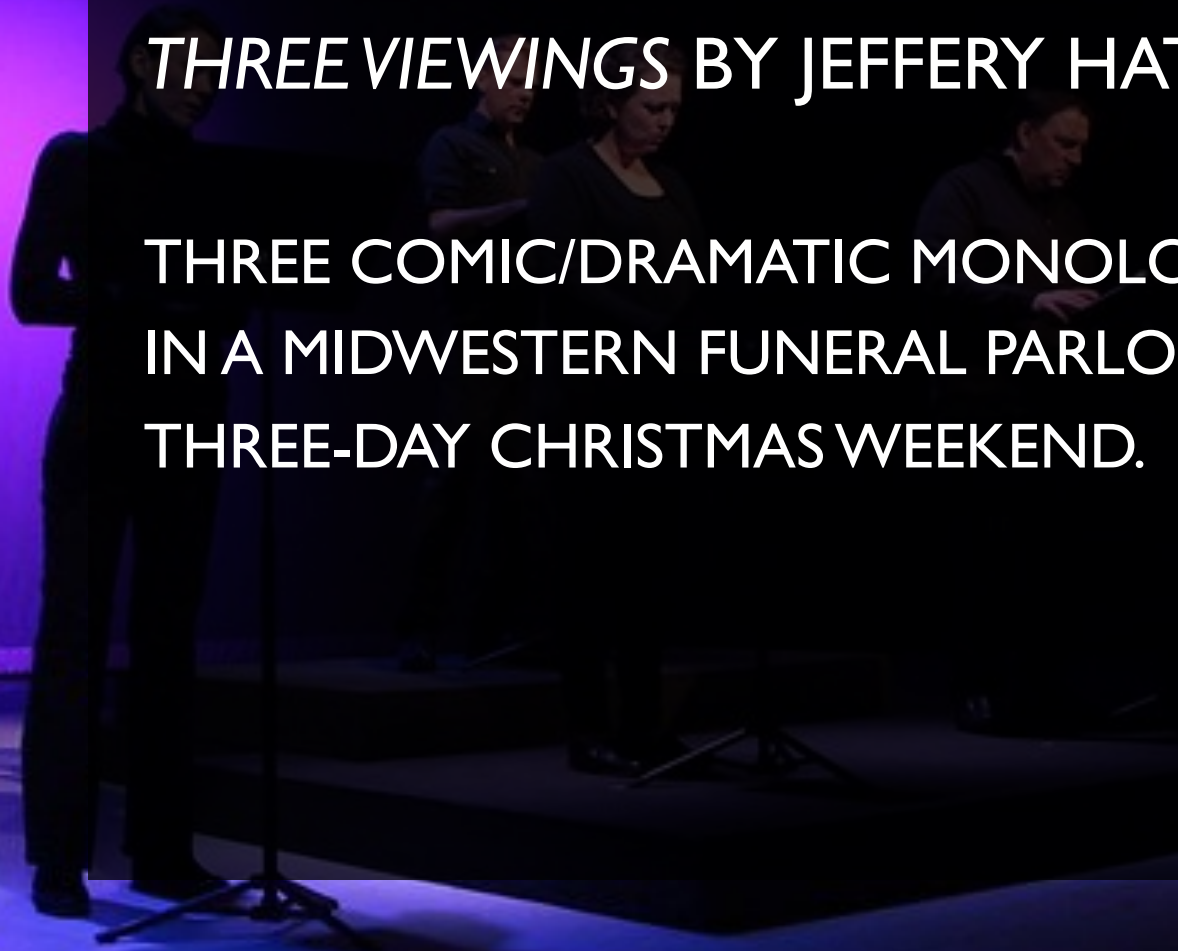 THREE VIEWINGS BY JEFFERY HAT
THREE COMIC/DRAMATIC MONOLO
IN A MIDWESTERN FUNERAL PARLO
THREE-DAY CHRISTMAS WEEKEND.